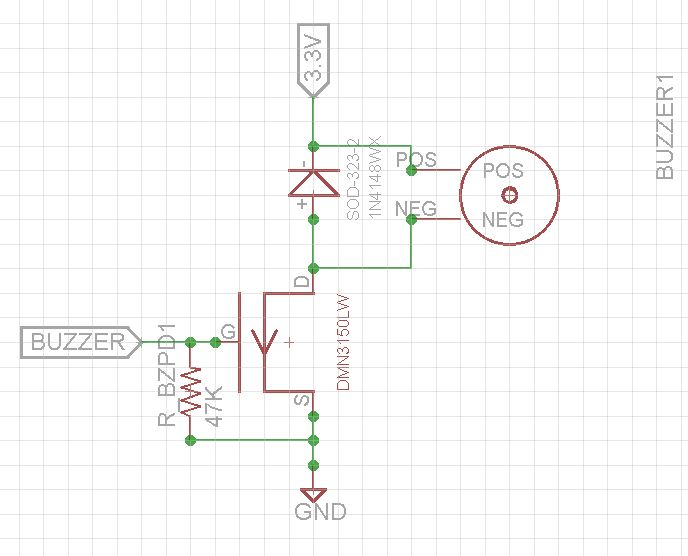 3.3V
BUZZER1
-
+
SOD-323-2
1N4148WX
POS
NEG
POS
NEG
D
G
S
+
DMN3150LW
BUZZER
R_BZPD1
47K
GND